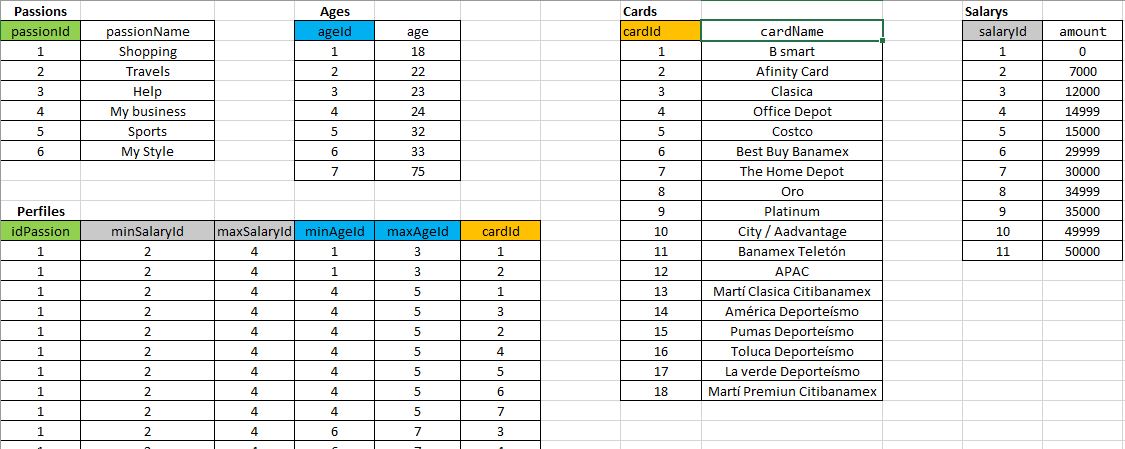 Passions Ages Cards Salarys
passionId passionName ageId age cardId cardName salaryId amount
1 Shopping 1 18 1 B smart 1 0
2 Travels 2 22 2 Afinity Card 2 7000
3 Help 3 23 3 Clasica 3 12000
4 My business 4 24 4 Office Depot 4 14999
5 Sports 5 32 5 Costco 5 15000
6 My Style 6 33 6 Best Buy Banamex 6 29999
7 75 7 The Home Depot 7 30000
8 Oro 8 34999
Perfiles 9 Platinum 9 35000
idPassion minSalaryId maxSalaryId minAgeId maxAgeId cardId 10 City / Aadvantage 10 49999
1 2 4 1 3 1 11 Banamex Teletón 11 50000
1 2 4 1 3 2 12 APAC
1 2 4 4 5 1 13 Martí Clasica Citibanamex
1 2 4 4 5 3 14 América Deporteísmo
1 2 4 4 5 2 15 Pumas Deporteísmo
1 2 4 4 5 4 16 Toluca Deporteísmo
1 2 4 4 5 5 17 La verde Deporteísmo
1 2 4 4 5 6 18 Martí Premiun Citibanamex
1 2 4 4 5 7
1 2 4 6 7 3